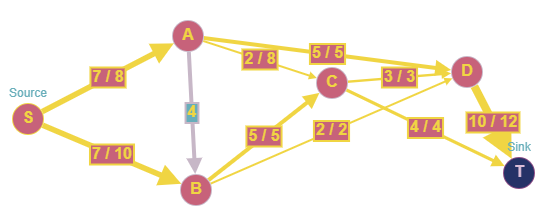 A
5 / 5
2 / 8
D
7 / 8
C
3 / 3
Source
S
4
4 / 4
10 / 12
5 / 5
2 / 2
7 / 10
Sink
T
B